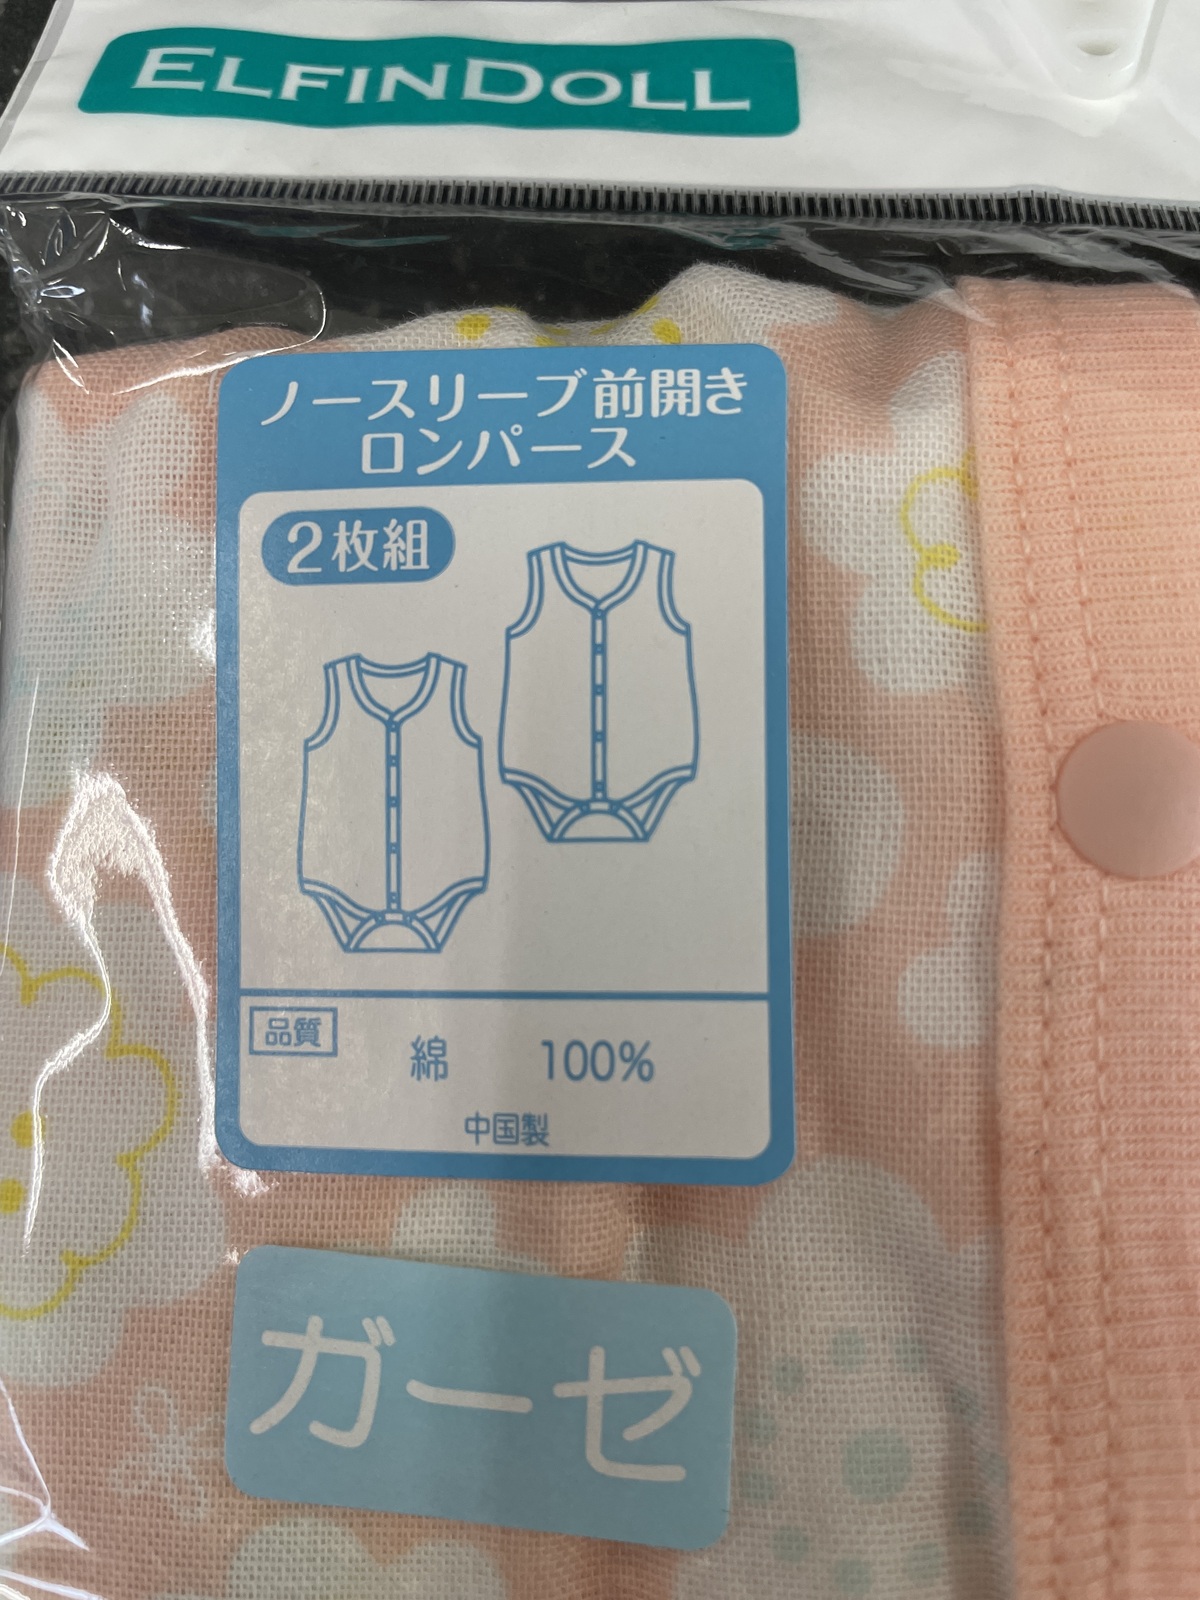 ELFINDOLL
ノースリーブ前開き
ロンパース
2枚組
品質
綿 100%
中国製
ガーゼ